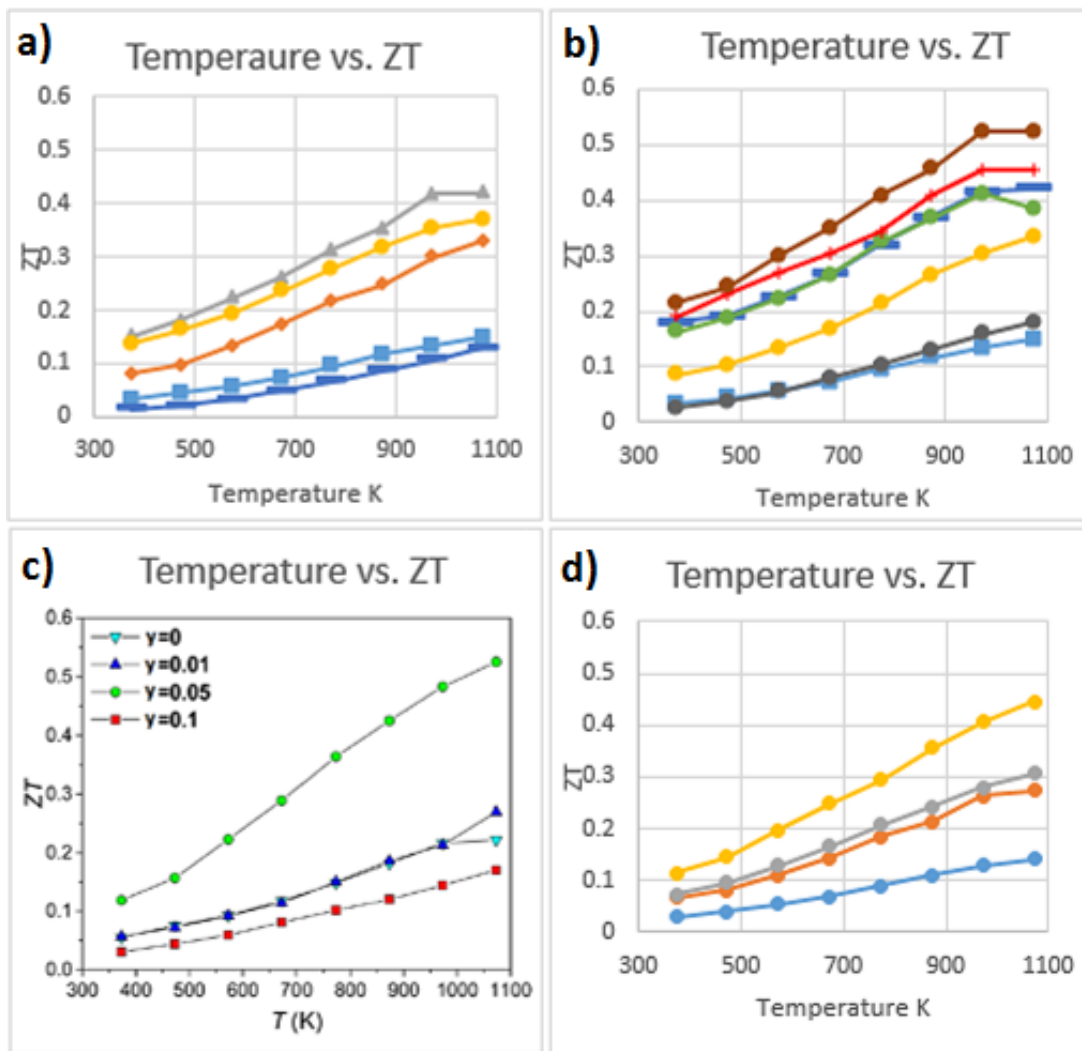 a)
Temperaure vs. ZT
0.6
0.5
0.4
0.3
0.2
0.1
0
ZT
300 500 700 900 1100
Temperature K
b)
Temperature vs. ZT
0.6
0.5
0.4
0.3
0.2
0.1
0
ZT
300 500 700 900 1100
Temperature K
c)
Temperature vs. ZT
0.6
0.5
0.4
0.3
0.2
0.1
0.0
ZT
y=0
y=0.01
y=0.05
y=0.1
300 400 500 600 700 800 900 1000 1100
T (K)
d)
Temperature vs. ZT
0.6
0.5
0.4
0.3
0.2
0.1
0
ZT
300 500 700 900 1100
Temperature K